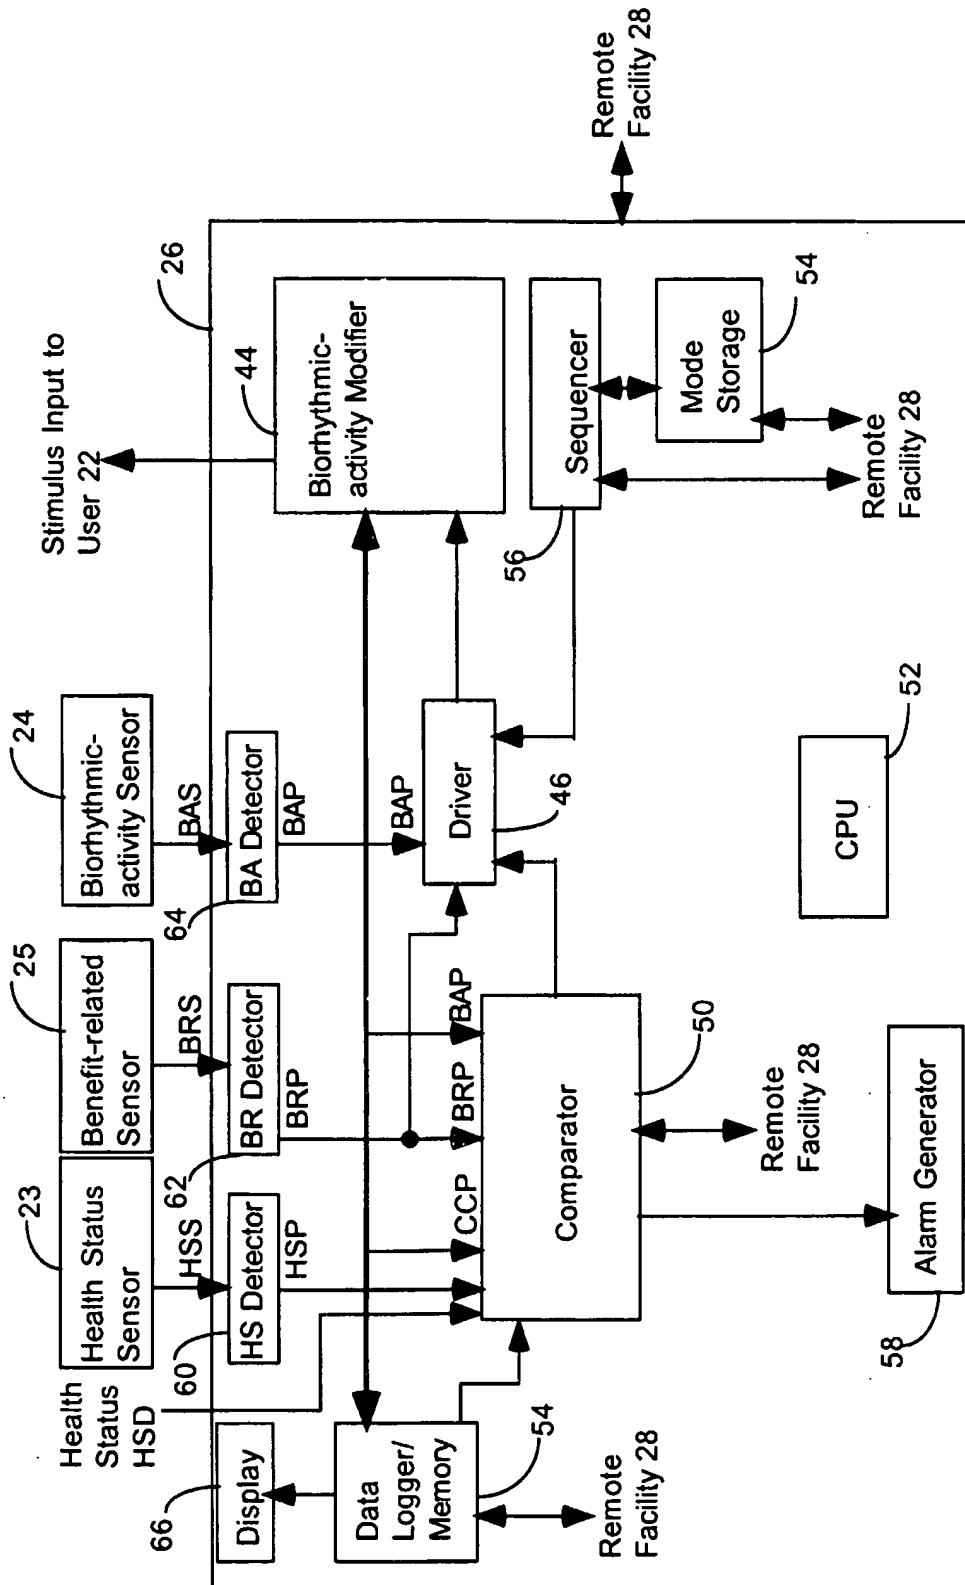 Health
Status
HSD
Health Status
Sensor
23
Benefit-related
Sensor
25
Biorhythmic-
activity Sensor
24
Stimulus Input to
User 22
HSS
BRS
BAS
26
66
Display
60
HS Detector
HSP
62
BR Detector
BRP
64
BA Detector
BAP
44
Biorhythmic-
activity Modifier
Data
Logger/
Memory
54
Remote
Facility 28
CCP
BRP
BAP
BAP
Driver
46
Comparator
50
Remote
Facility 28
56
Sequencer
Mode
Storage
54
Remote
Facility 28
Remote
Facility 28
58
Alarm Generator
CPU
52